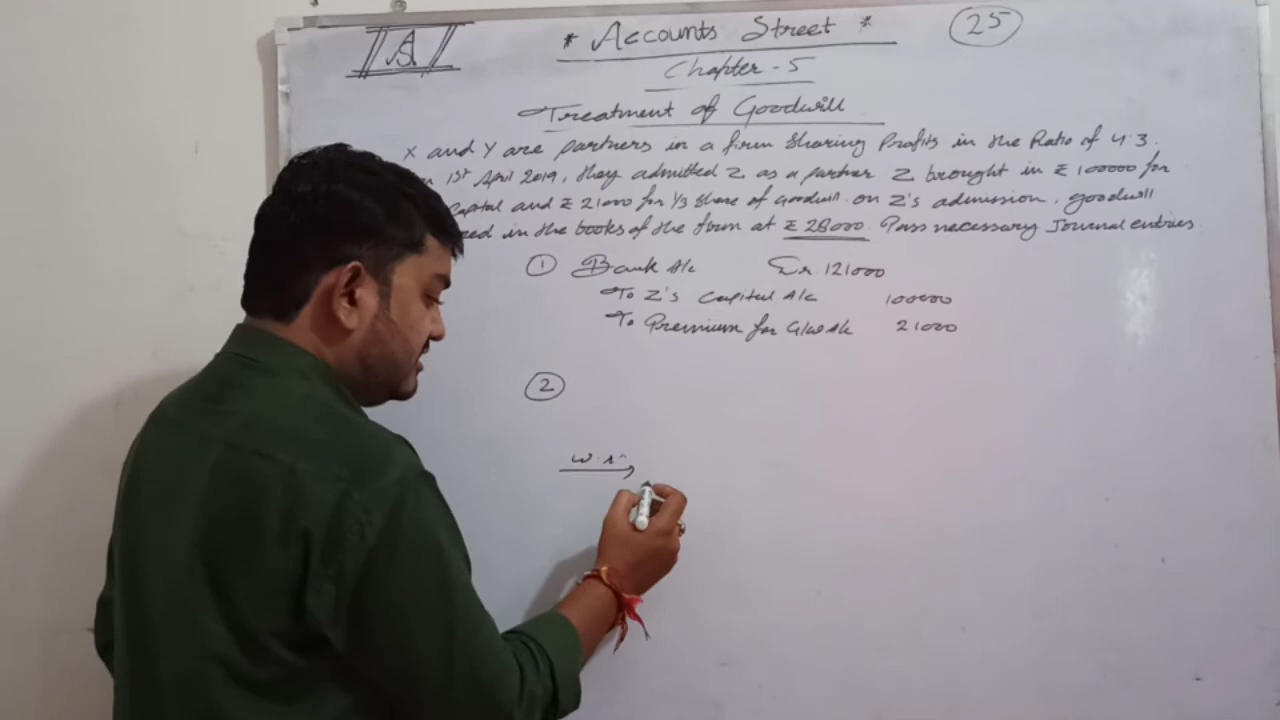 A
* Accounts Street *
25
Chapter - 5
Treatment of Goodwill
X and Y are partners in a firm Sharing Profits in the Ratio of 4:3.
1st April 2019, they admitted Z as a partner Z brought in ₹ 100000 for
Capital and ₹ 21000 for 1/3 Share of Goodwill. on Z's admission, goodwill
in the books of the firm at ₹ 28000. Pass necessary Journal entries.
① Bank A/c Dr. 121000
To Z's Capital A/c 100000
To Premium for G/W A/c 21000
②